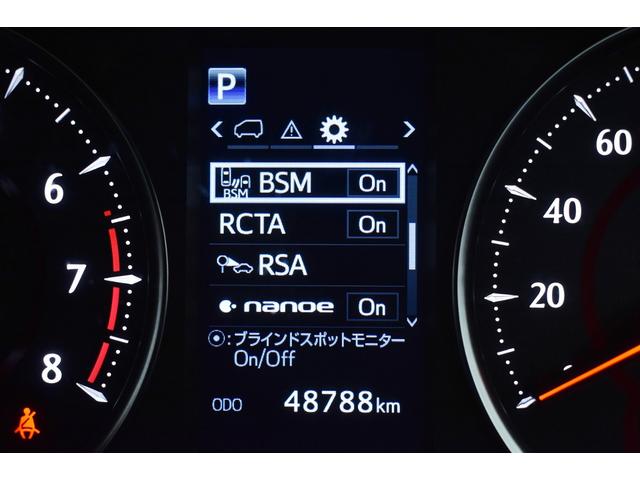 P
BSM
BSM On
RCTA On
RSA
nanoe On
⦿:ブラインドスポットモニター
On/Off
ODO 48788km
6
7
8
60
40
20